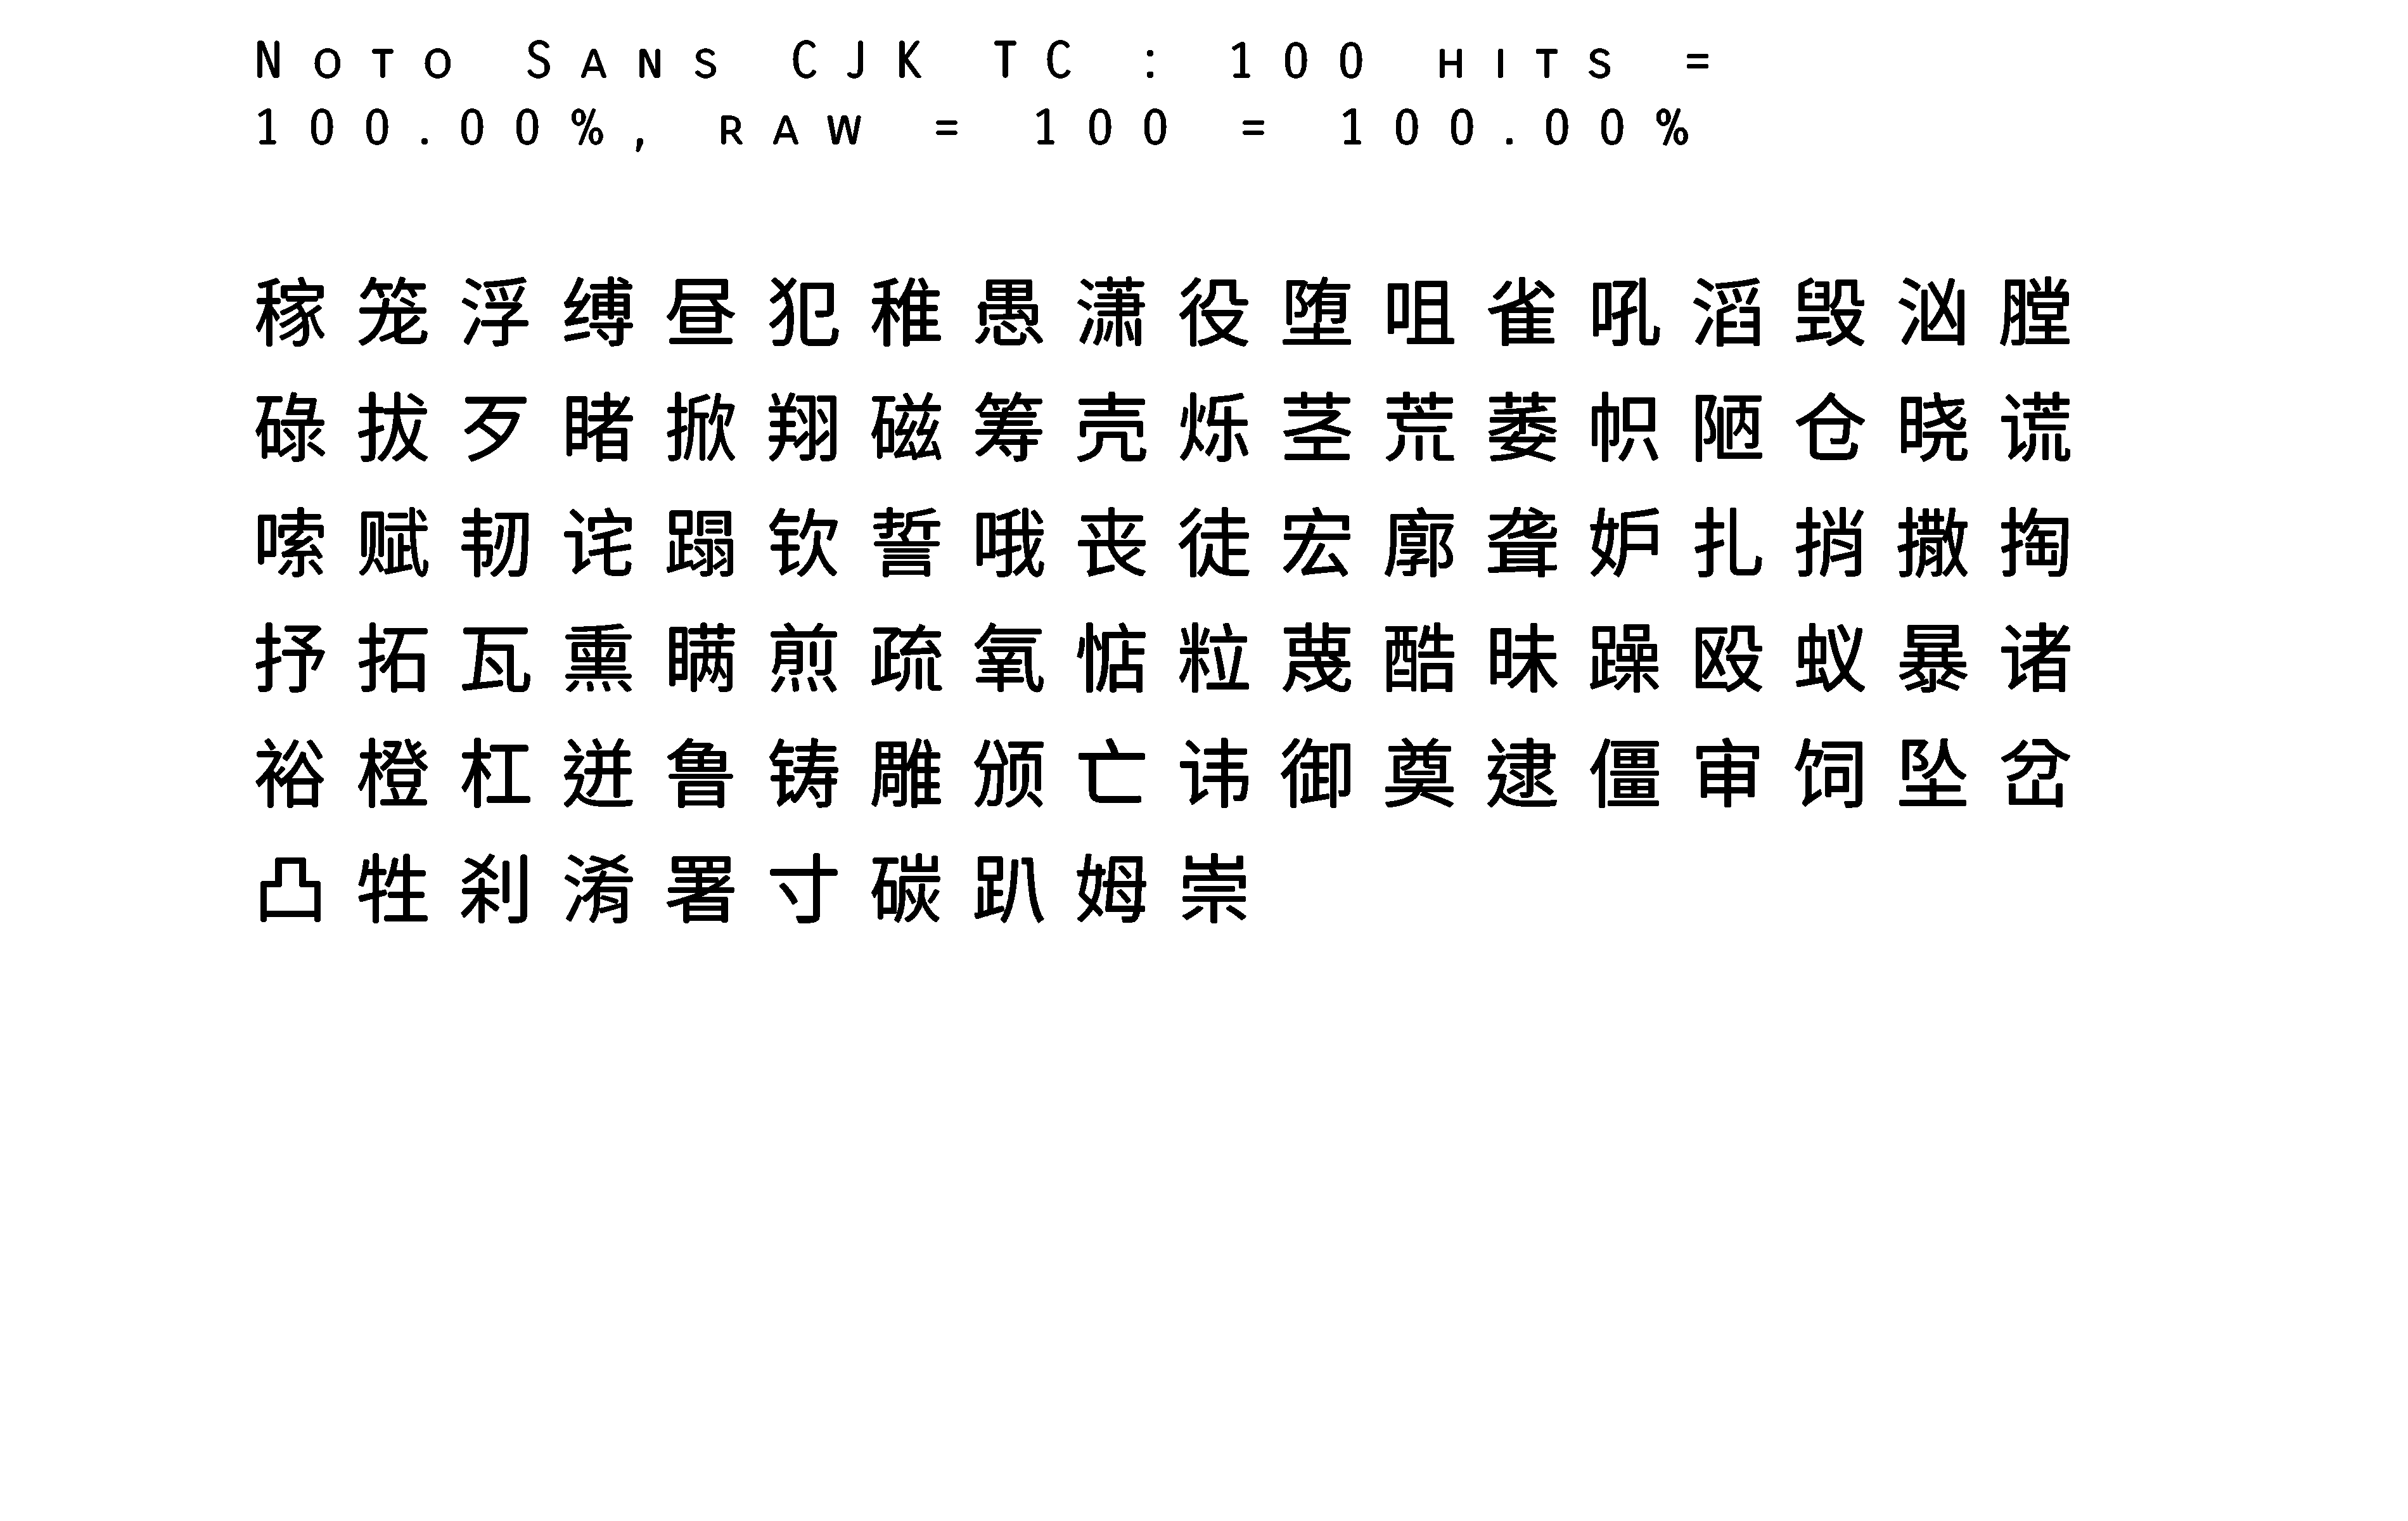 Noto Sans CJK TC : 100 hits =
100.00%, raw = 100 = 100.00%
稼笼浮缚昼犯稚愚潇役堕咀雀吼滔毁汹膛
碌拔歹睹掀翔磁筹壳烁茎荒萎帜陋仓晓谎
嗦赋韧诧蹋钦誓哦丧徒宏廓聋妒扎捎撒掏
抒拓瓦熏瞒煎疏氧惦粒蔑酷昧躁殴蚁暴诸
裕橙杠迸鲁铸雕颁亡讳御奠逮僵审饲坠岔
凸牲刹淆署寸碳趴姆崇